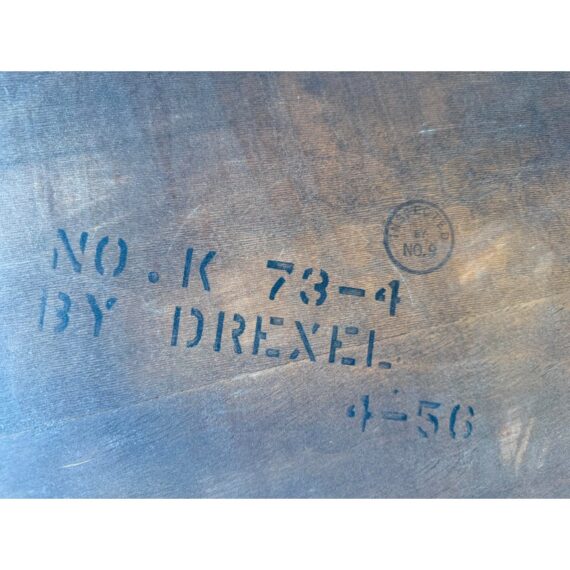 INSPECTED
BY
NO. 9
NO. K 73-4
BY DREXEL
4-56